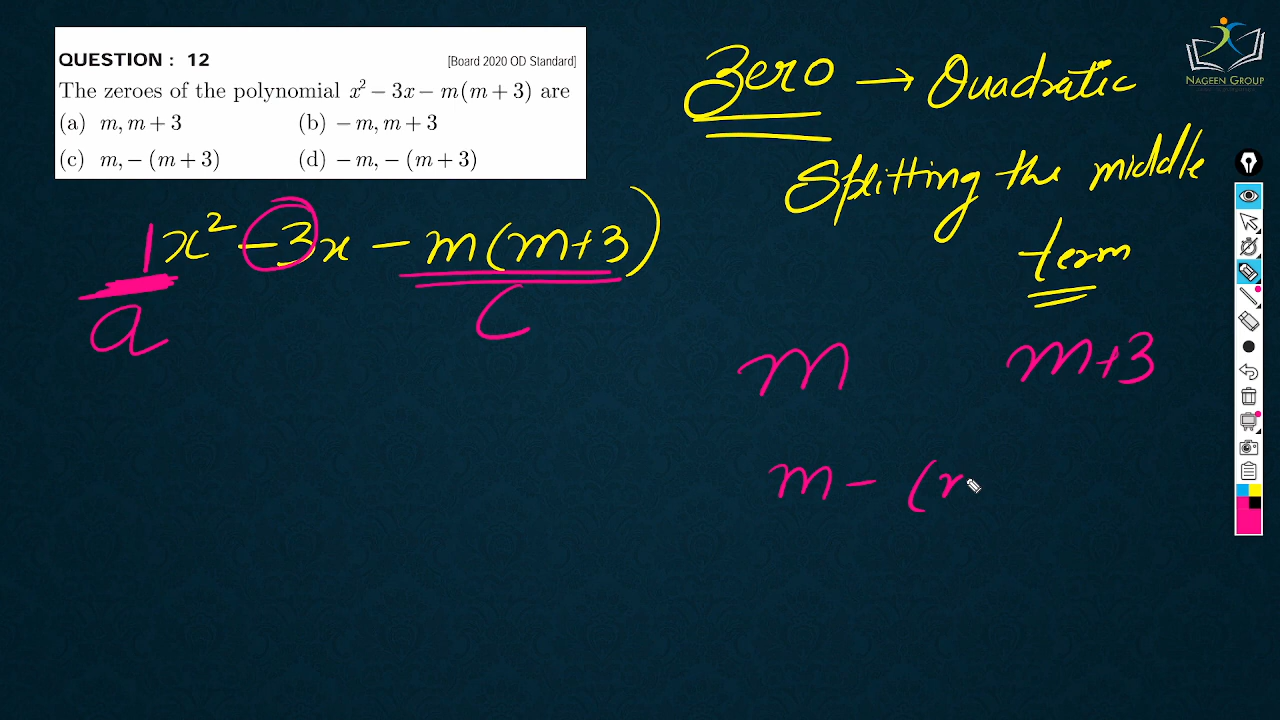 QUESTION : 12 [Board 2020 OD Standard]
The zeroes of the polynomial x² − 3x − m(m + 3) are
(a) m, m + 3 (b) − m, m + 3
(c) m, − (m + 3) (d) − m, − (m + 3)
Zero → Quadratic
Splitting the middle
term
1x² − 3x − m(m+3)
a c
m m+3
m − (
NAGEEN GROUP